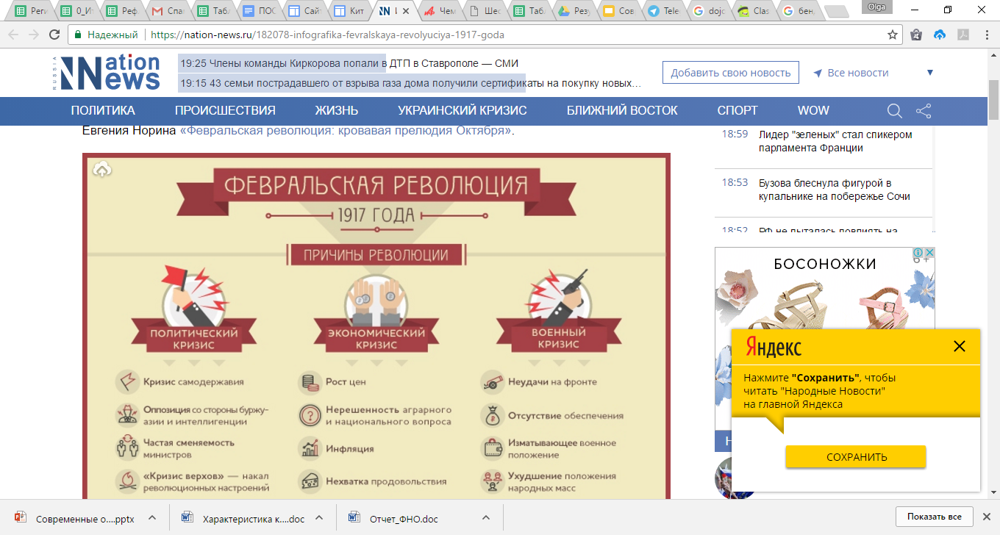 Реги
0_Ит
Реф
Спа
Табл
ПОС
Сайт
Кит
Чем
Шес
Табл
Резу
Совр
Tele
dojo
Clas
бен
Olga
Надежный
https://nation-news.ru/182078-infografika-fevralskaya-revolyuciya-1917-goda
RUSSIA
Nation
News
19:25 Члены команды Киркорова попали в ДТП в Ставрополе — СМИ
19:15 43 семьи пострадавшего от взрыва газа дома получили сертификаты на покупку новых…
Добавить свою новость
Все новости
ПОЛИТИКА ПРОИСШЕСТВИЯ ЖИЗНЬ УКРАИНСКИЙ КРИЗИС БЛИЖНИЙ ВОСТОК СПОРТ WOW
Евгения Норина «Февральская революция: кровавая прелюдия Октября».
ФЕВРАЛЬСКАЯ РЕВОЛЮЦИЯ
1917 ГОДА
ПРИЧИНЫ РЕВОЛЮЦИИ
ПОЛИТИЧЕСКИЙ
КРИЗИС
Кризис самодержавия
Оппозиция со стороны буржу-
азии и интеллигенции
Частая сменяемость
министров
«Кризис верхов» — накал
революционных настроений
ЭКОНОМИЧЕСКИЙ
КРИЗИС
Рост цен
Нерешенность аграрного
и национального вопроса
Инфляция
Нехватка продовольствия
ВОЕННЫЙ
КРИЗИС
Неудачи на фронте
Отсутствие обеспечения
Изматывающее военное
положение
Ухудшение положения
народных масс
18:59 Лидер "зеленых" стал спикером
парламента Франции
18:53 Бузова блеснула фигурой в
купальнике на побережье Сочи
18:52 РФ не пыталась повлиять на
БОСОНОЖКИ
6+
Яндекс
Нажмите "Сохранить", чтобы
читать "Народные Новости"
на главной Яндекса
СОХРАНИТЬ
Н
Современные о....pptx
Характеристика к....doc
Отчет_ФНО.doc
Показать все